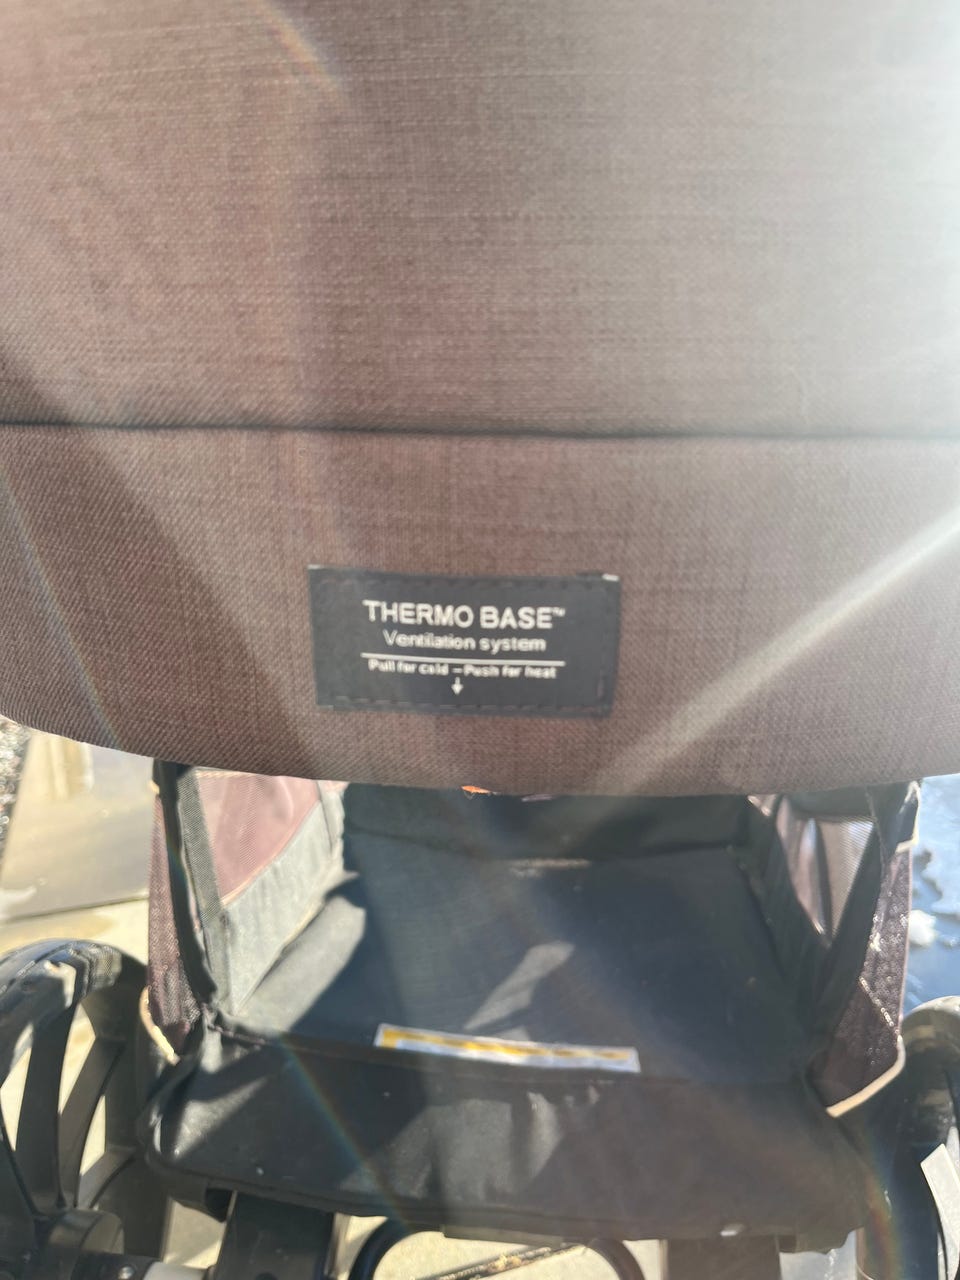 THERMO BASE™
Ventilation system
Pull for cold – Push for heat